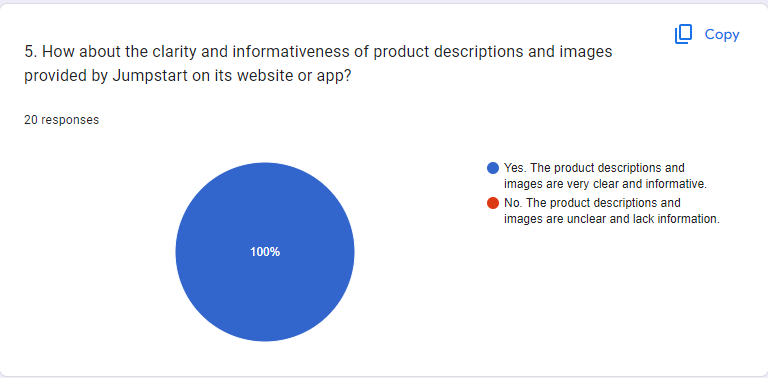 Copy
5. How about the clarity and informativeness of product descriptions and images
provided by Jumpstart on its website or app?
20 responses
100%
Yes. The product descriptions and
images are very clear and informative.
No. The product descriptions and
images are unclear and lack information.